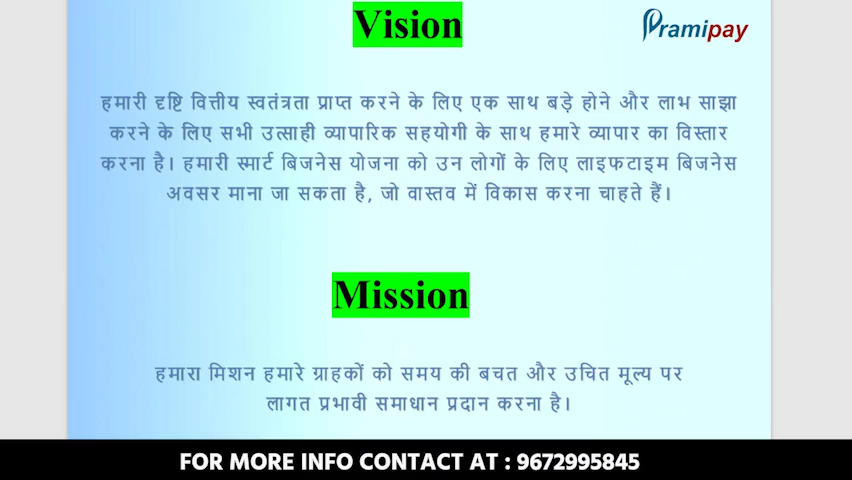 Vision
Pramipay
हमारी दृष्टि वित्तीय स्वतंत्रता प्राप्त करने के लिए एक साथ बड़े होने और लाभ साझा
करने के लिए सभी उत्साही व्यापारिक सहयोगी के साथ हमारे व्यापार का विस्तार
करना है। हमारी स्मार्ट बिजनेस योजना को उन लोगों के लिए लाइफटाइम बिजनेस
अवसर माना जा सकता है, जो वास्तव में विकास करना चाहते हैं।
Mission
हमारा मिशन हमारे ग्राहकों को समय की बचत और उचित मूल्य पर
लागत प्रभावी समाधान प्रदान करना है।
FOR MORE INFO CONTACT AT : 9672995845